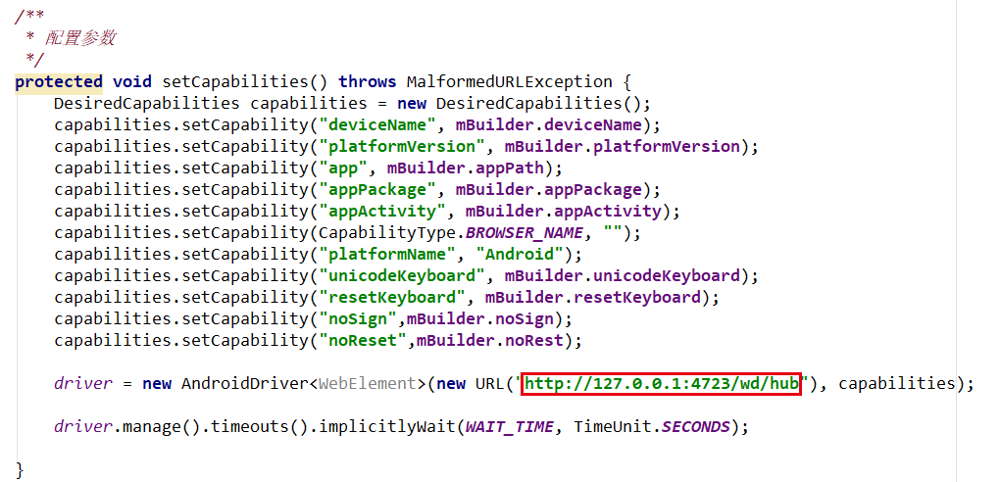 /**
 * 配置参数
 */
protected void setCapabilities() throws MalformedURLException {
    DesiredCapabilities capabilities = new DesiredCapabilities();
    capabilities.setCapability("deviceName", mBuilder.deviceName);
    capabilities.setCapability("platformVersion", mBuilder.platformVersion);
    capabilities.setCapability("app", mBuilder.appPath);
    capabilities.setCapability("appPackage", mBuilder.appPackage);
    capabilities.setCapability("appActivity", mBuilder.appActivity);
    capabilities.setCapability(CapabilityType.BROWSER_NAME, "");
    capabilities.setCapability("platformName", "Android");
    capabilities.setCapability("unicodeKeyboard", mBuilder.unicodeKeyboard);
    capabilities.setCapability("resetKeyboard", mBuilder.resetKeyboard);
    capabilities.setCapability("noSign",mBuilder.noSign);
    capabilities.setCapability("noReset",mBuilder.noRest);
    driver = new AndroidDriver<WebElement>(new URL("http://127.0.0.1:4723/wd/hub"), capabilities);
    driver.manage().timeouts().implicitlyWait(WAIT_TIME, TimeUnit.SECONDS);
}